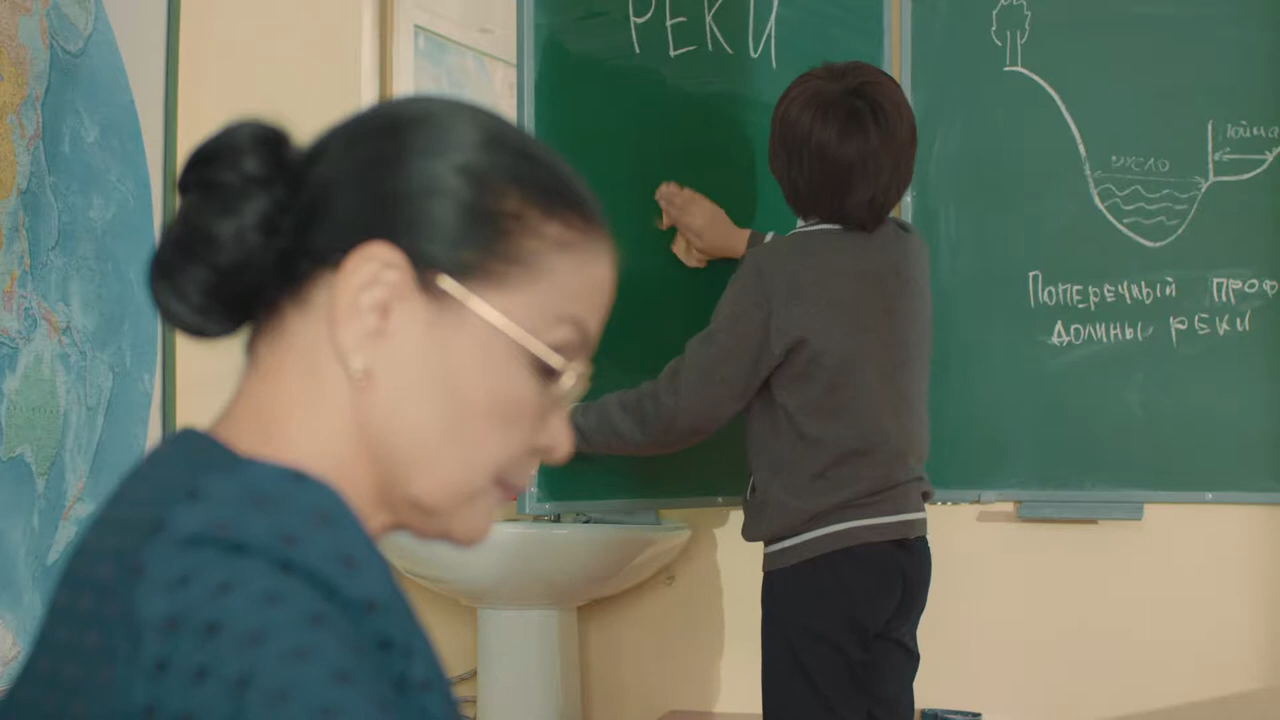 РЕКИ
русло
пойма
Поперечный проф
долины реки